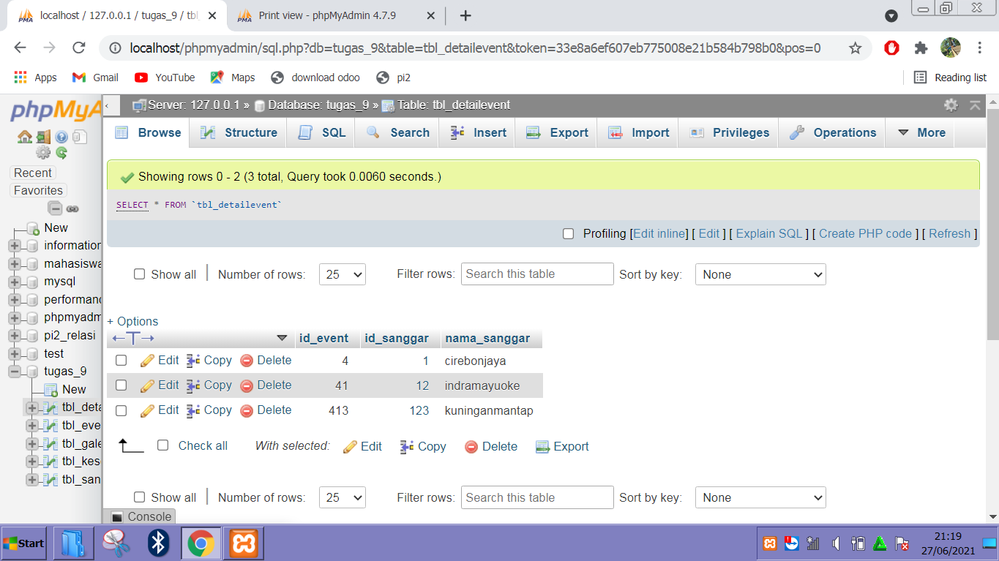 localhost / 127.0.0.1 / tugas_9 / tbl_
Print view - phpMyAdmin 4.7.9
localhost/phpmyadmin/sql.php?db=tugas_9&table=tbl_detailevent&token=33e8a6ef607eb775008e21b584b798b0&pos=0
Apps Gmail YouTube Maps download odoo pi2 Reading list
phpMyA
Server: 127.0.0.1 » Database: tugas_9 » Table: tbl_detailevent
Browse Structure SQL Search Insert Export Import Privileges Operations More
Recent
Favorites
New
information
mahasiswa
mysql
performanc
phpmyadm
pi2_relasi
test
tugas_9
New
tbl_deta
tbl_eve
tbl_gale
tbl_kese
tbl_san
Showing rows 0 - 2 (3 total, Query took 0.0060 seconds.)
SELECT * FROM `tbl_detailevent`
Profiling [Edit inline] [ Edit ] [ Explain SQL ] [ Create PHP code ] [ Refresh ]
Show all | Number of rows: 25 Filter rows: Search this table Sort by key: None
+ Options
←T→ id_event id_sanggar nama_sanggar
Edit Copy Delete 4 1 cirebonjaya
Edit Copy Delete 41 12 indramayuoke
Edit Copy Delete 413 123 kuninganmantap
Check all With selected: Edit Copy Delete Export
Show all | Number of rows: 25 Filter rows: Search this table Sort by key: None
Console
Start
21:19
27/06/2021